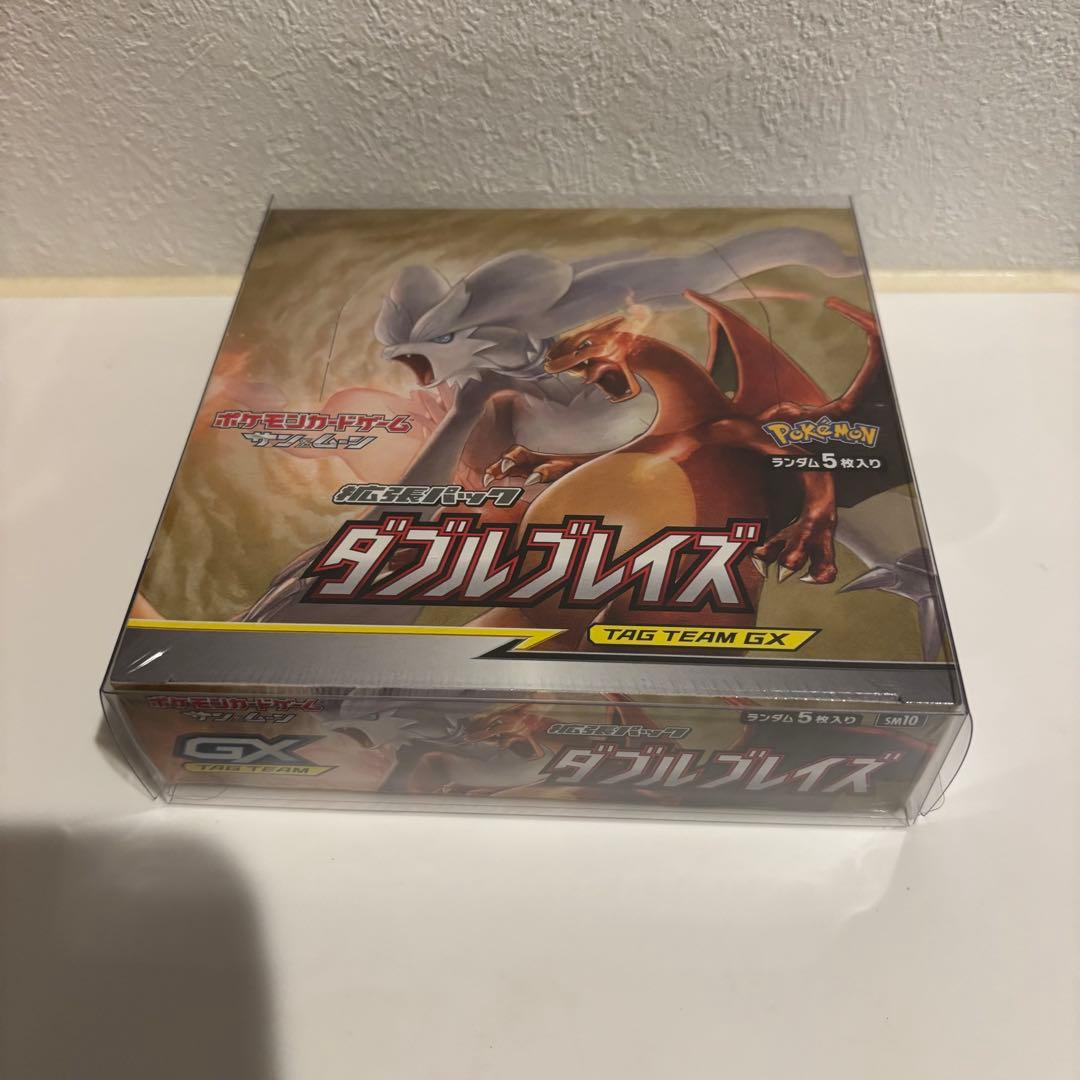 ポケモンカードゲーム
サン&ムーン
POKéMON
ランダム5枚入り
拡張パック
ダブルブレイズ
TAG TEAM GX
ポケモンカードゲーム
サン&ムーン
GX
TAG TEAM
拡張パック
ダブルブレイズ
ランダム5枚入り
SM10